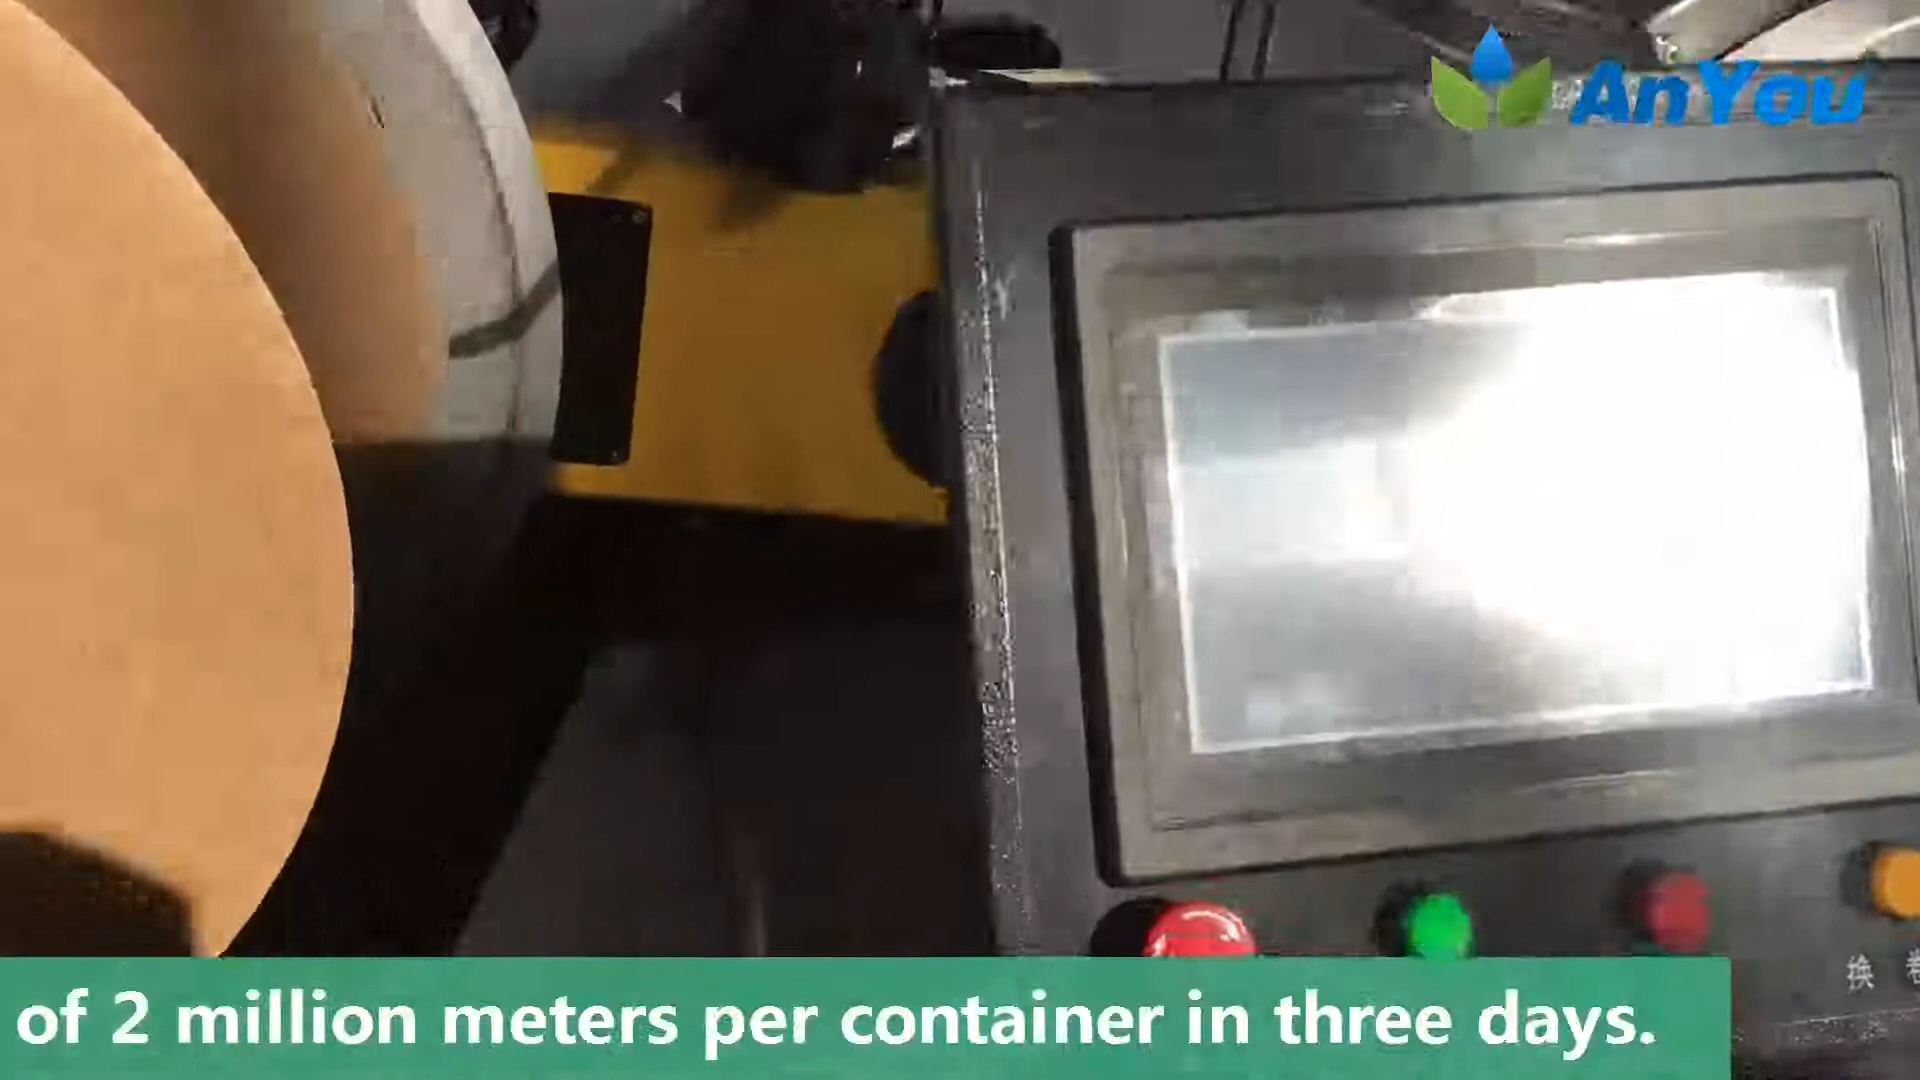 AnYou
换
of 2 million meters per container in three days.